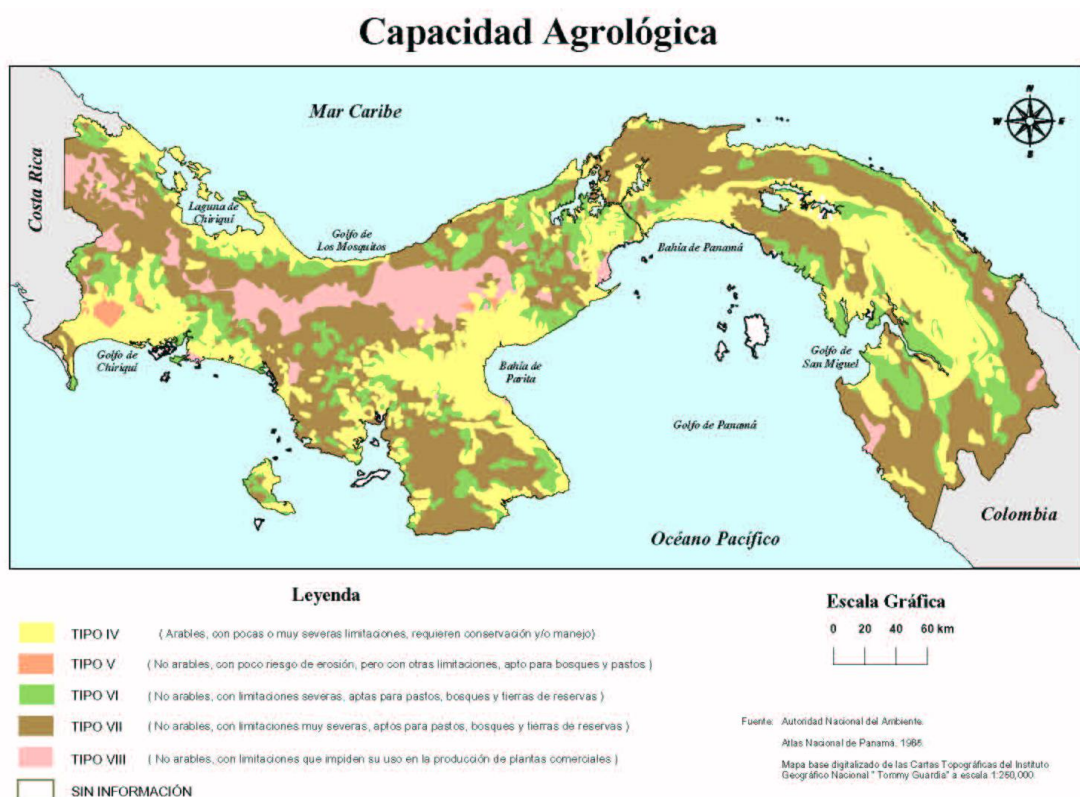 Capacidad Agrológica
Mar Caribe
N
W
E
S
Costa Rica
Laguna de
Chiriquí
Golfo de
Los Mosquitos
Bahía de Panamá
Golfo de
Chiriquí
Bahía de
Parita
Golfo de
San Miguel
Golfo de Panamá
Colombia
Océano Pacífico
Leyenda
TIPO IV ( Arables, con pocas o muy severas limitaciones, requieren conservación y/o manejo)
TIPO V ( No arables, con poco riesgo de erosión, pero con otras limitaciones, apto para bosques y pastos )
TIPO VI ( No arables, con limitaciones severas, aptas para pastos, bosques y tierras de reservas )
TIPO VII ( No arables, con limitaciones muy severas, aptos para pastos, bosques y tierras de reservas )
TIPO VIII ( No arables, con limitaciones que impiden su uso en la producción de plantas comerciales )
SIN INFORMACIÓN
Escala Gráfica
0 20 40 60 km
Fuente: Autoridad Nacional del Ambiente.
Atlas Nacional de Panamá. 1988.
Mapa base digitalizado de las Cartas Topográficas del Instituto
Geográfico Nacional " Tommy Guardia" a escala 1:250,000.